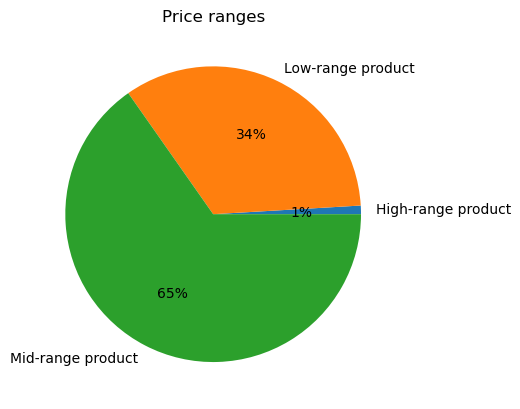 Price ranges
Low-range product
34%
High-range product
1%
65%
Mid-range product